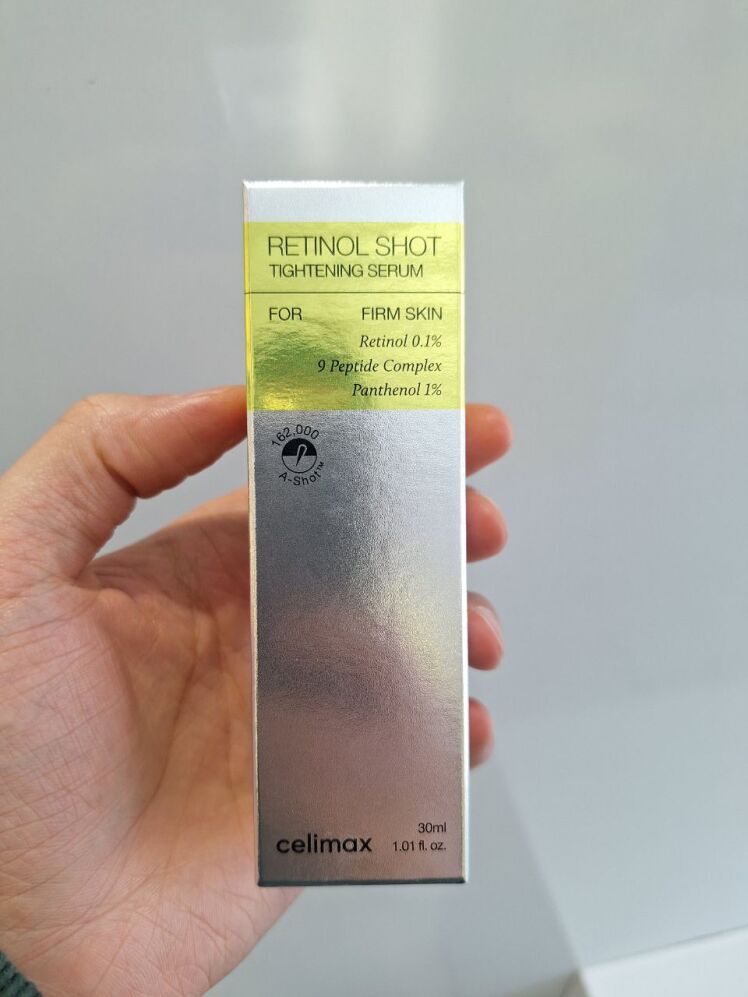 RETINOL SHOT
TIGHTENING SERUM
FOR FIRM SKIN
Retinol 0.1%
9 Peptide Complex
Panthenol 1%
162,000
A-Shot™
30ml
celimax 1.01 fl. oz.